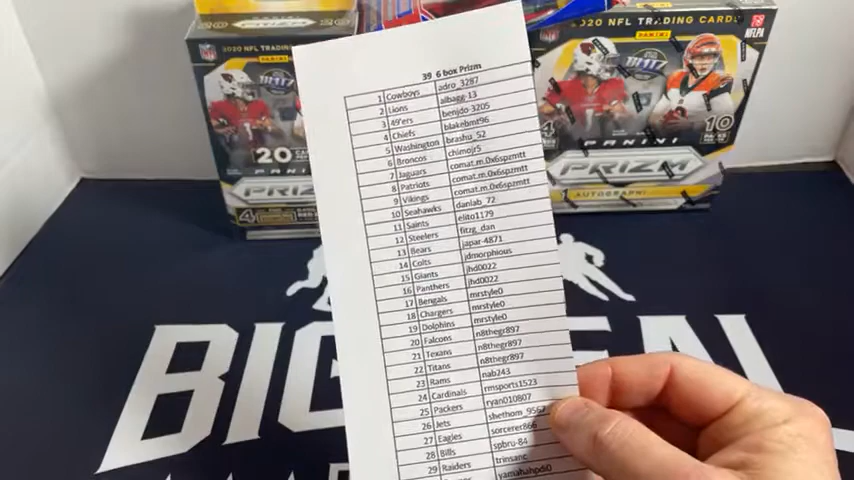 2020 NFL TRADING CARDS
PANINI
NFLPA
2020 NFL TRADING
20
10
PRIZM
4
PANINI
PRIZM
1 AUTOGRAPH
39 6 box Prizm
1 Cowboys adro_3287
2 Lions albagg-13
3 49'ers benjdo-3205
4 Chiefs blakebmt96
5 Washington brashu_52
6 Broncos chimojr5
7 Jaguars comat.m.0x6spzmtt
8 Patriots comat.m.0x6spzmtt
9 Vikings comat.m.0x6spzmtt
10 Seahawks danlab_72
11 Saints elito1179
12 Steelers fitzg_dan
13 Bears japar-4871
14 Colts jdmorphious
15 Giants jhd0022
16 Panthers jhd0022
17 Bengals mrstyle0
18 Chargers mrstyle0
19 Dolphins mrstyle0
20 Falcons n8thegr897
21 Texans n8thegr897
22 Titans n8thegr897
23 Rams nab243
24 Cardinals rmsports1523
25 Packers ryan010807
26 Jets shethom_9557
27 Eagles sorcerer866
28 Bills spbru-84
29 Raiders trinsanc
yamahahpd0